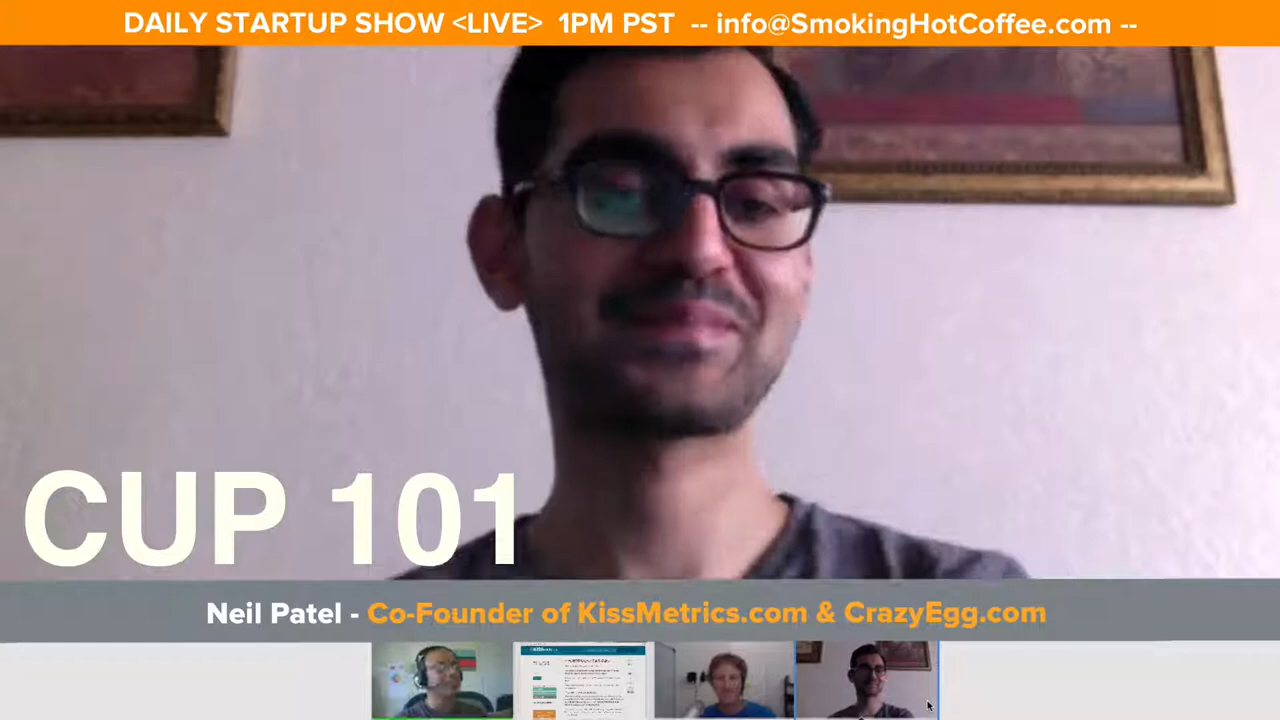 DAILY STARTUP SHOW <LIVE> 1PM PST -- info@SmokingHotCoffee.com --
CUP 101
Neil Patel - Co-Founder of KissMetrics.com & CrazyEgg.com